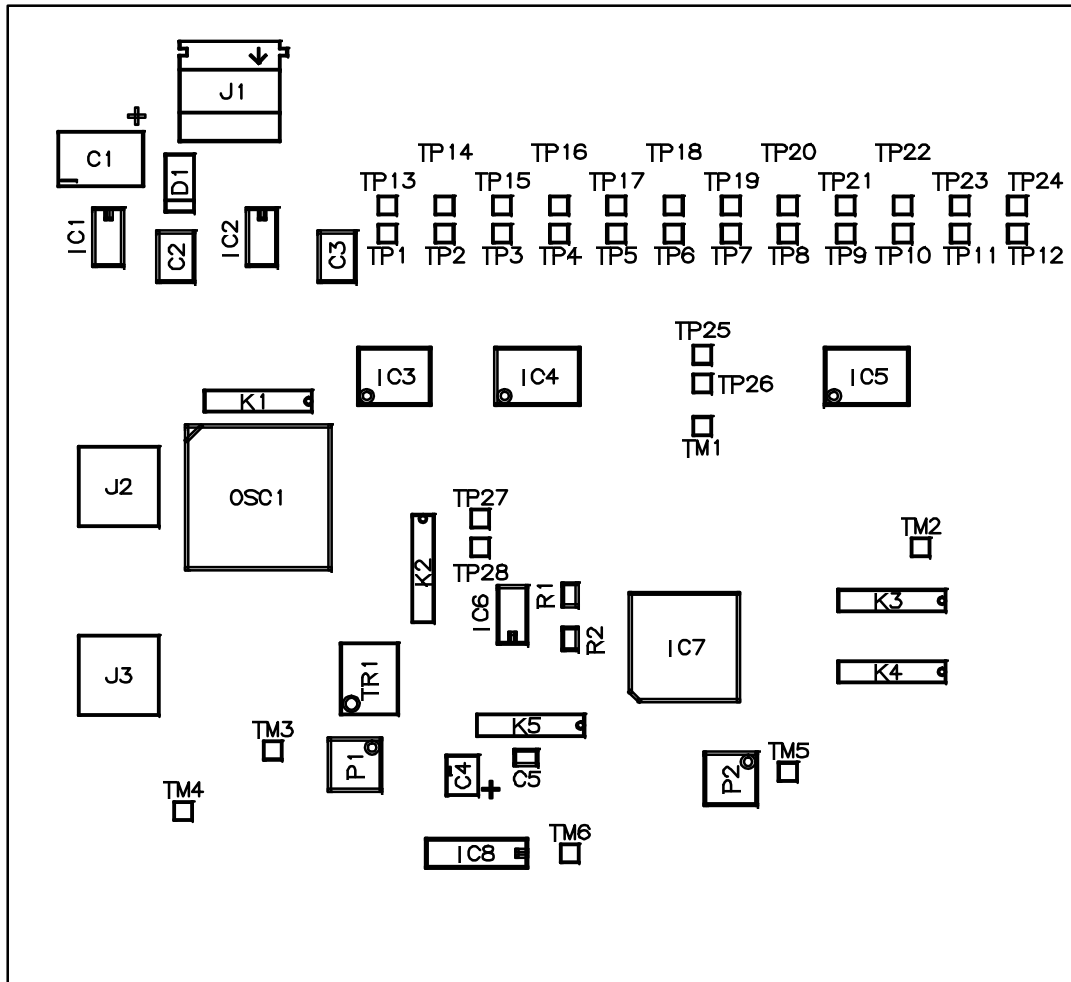 J1
+
C1
TP14 TP16 TP18 TP20 TP22
D1
TP13 TP15 TP17 TP19 TP21 TP23 TP24
IC1 C2 IC2 C3
TP1 TP2 TP3 TP4 TP5 TP6 TP7 TP8 TP9 TP10 TP11 TP12
TP25
IC3 IC4 TP26 IC5
K1
TM1
J2 OSC1
TP27
TM2
K2 TP28
IC6 R1 K3
R2
J3 TR1 IC7 K4
TM3 K5
P1 C4 C5 P2 TM5
TM4 +
TM6
IC8